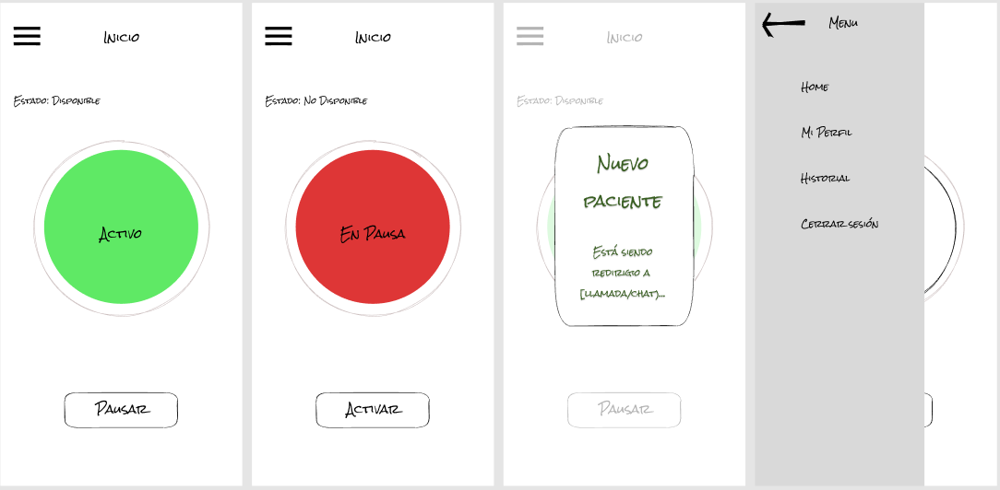 Inicio
Estado: Disponible
Activo
Pausar
Inicio
Estado: No Disponible
En Pausa
Activar
Inicio
Estado: Disponible
Nuevo
paciente
Está siendo
redirigio a
[llamada/chat]...
Pausar
Menu
Home
Mi Perfil
Historial
Cerrar sesión